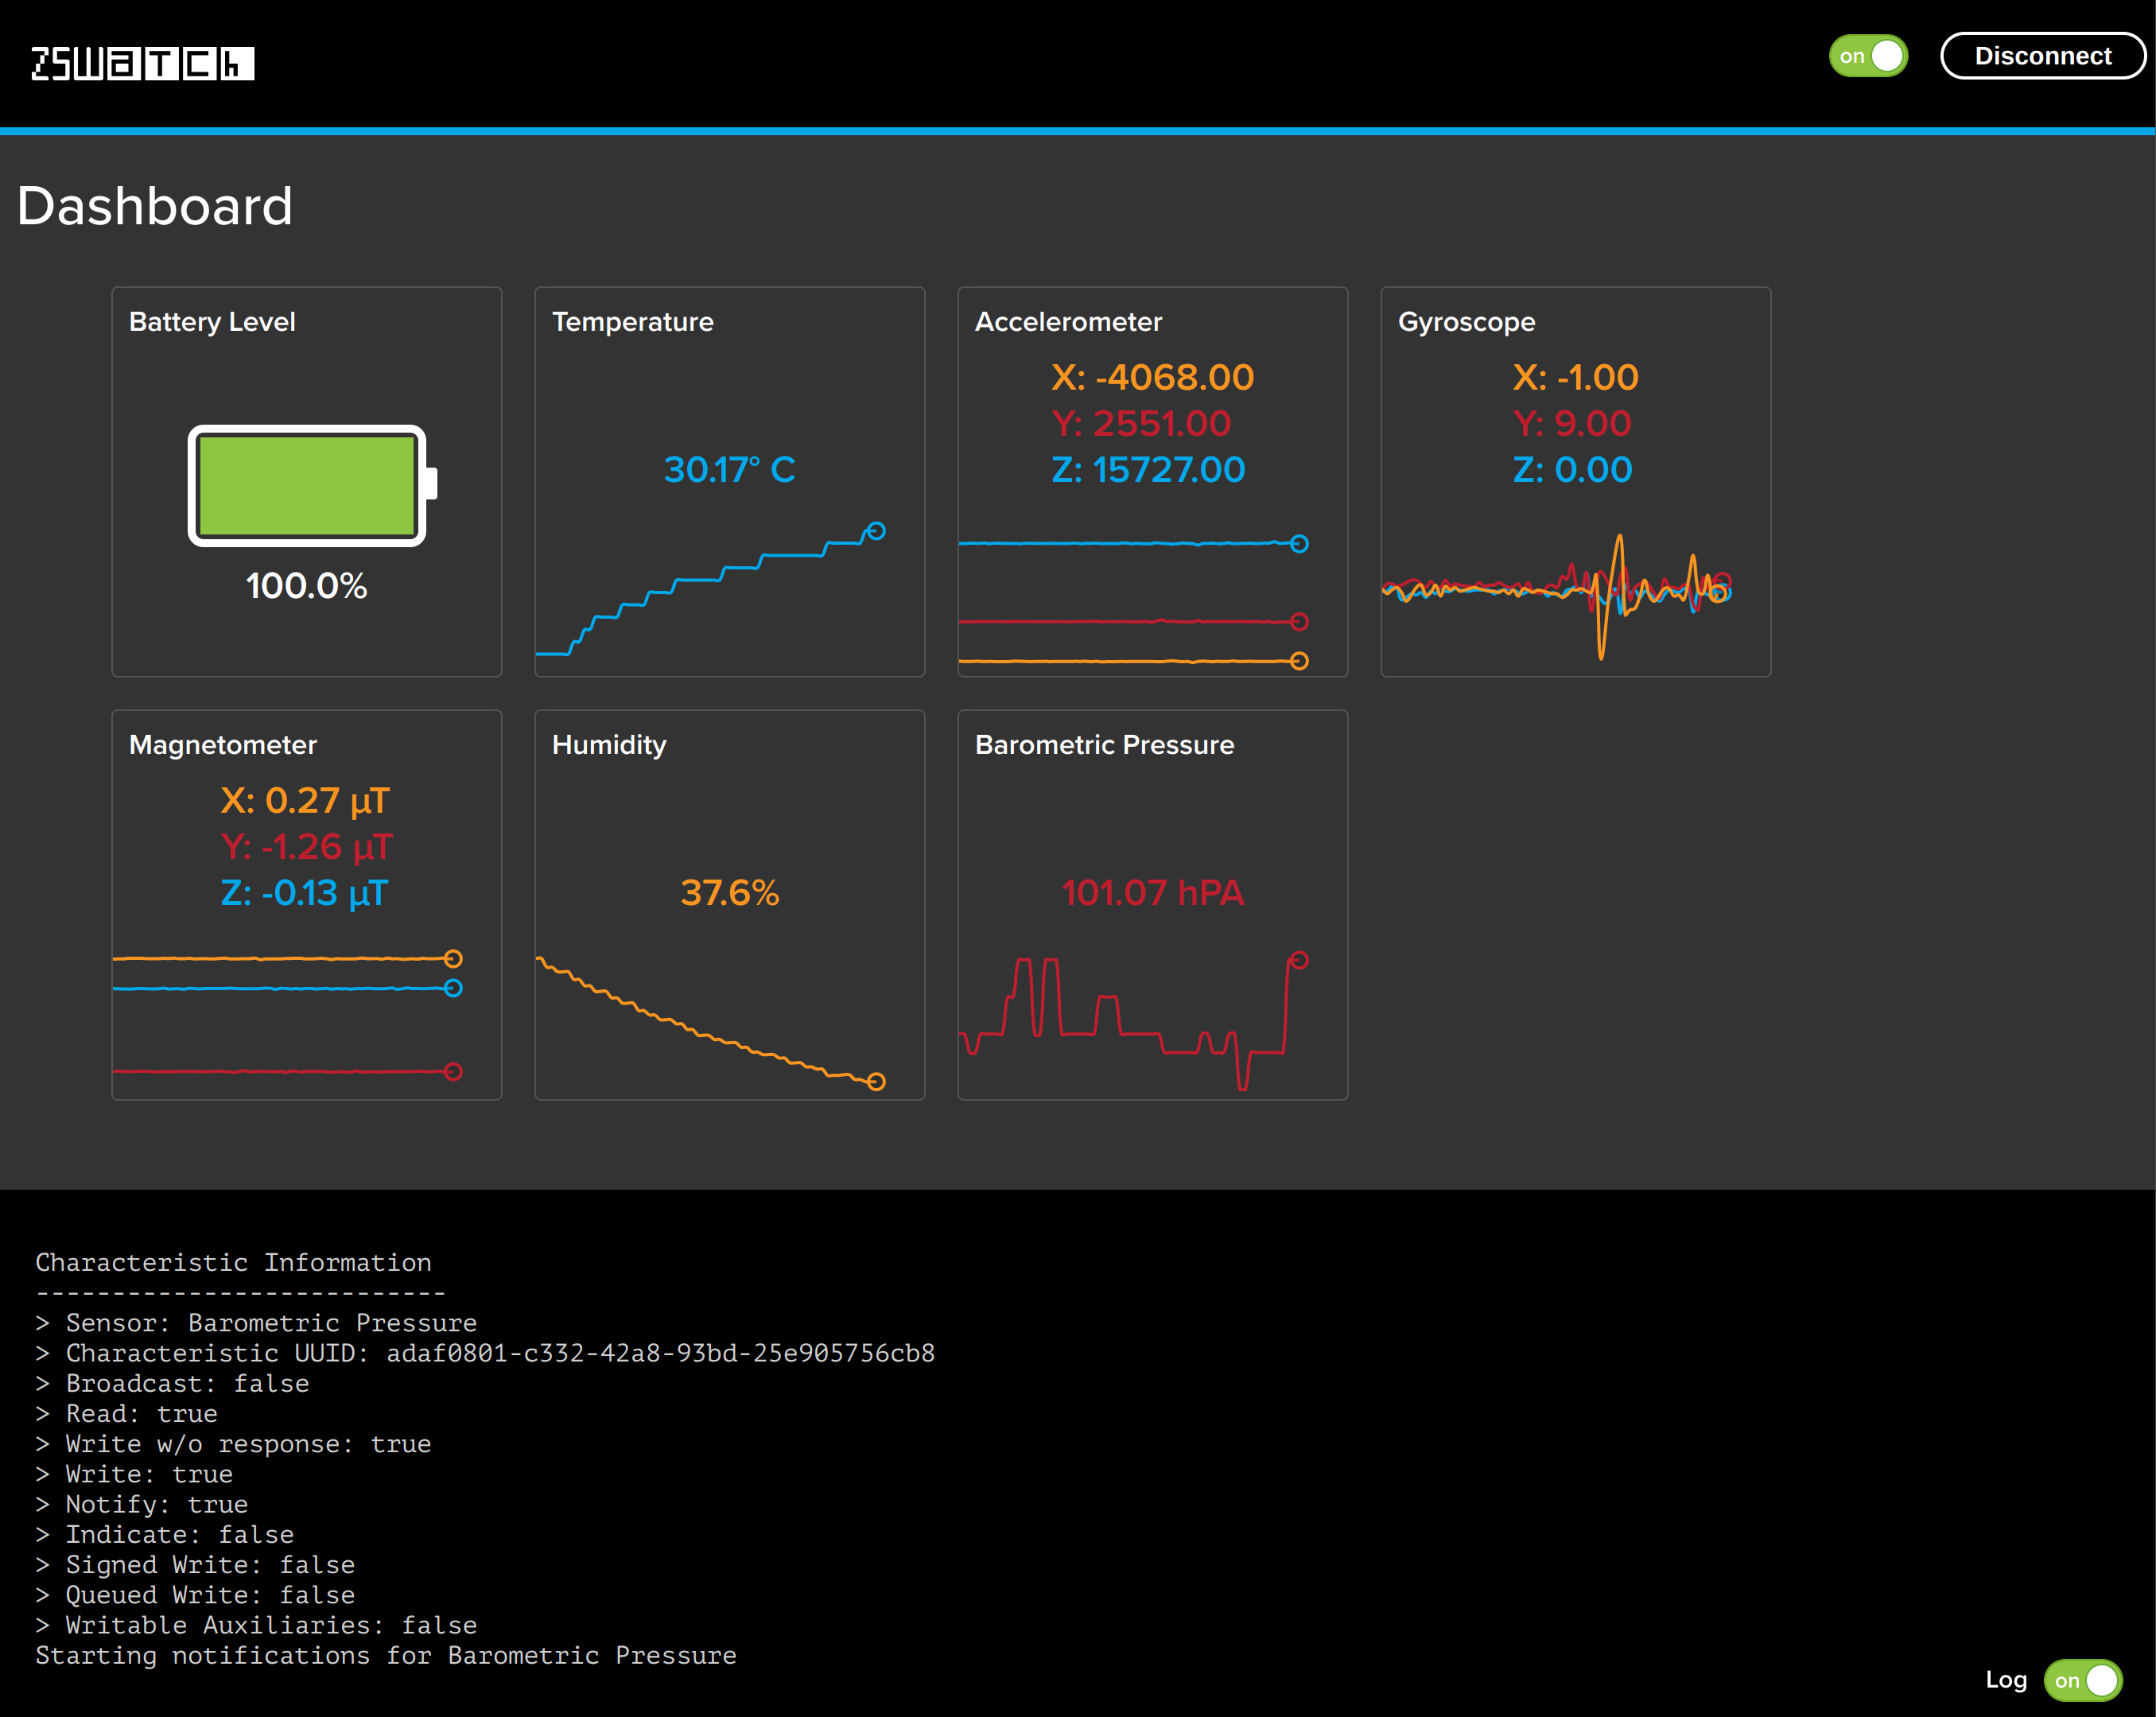 ZSWatch
on
Disconnect
Dashboard
Battery Level
100.0%
Temperature
30.17° C
Accelerometer
X: -4068.00
Y: 2551.00
Z: 15727.00
Gyroscope
X: -1.00
Y: 9.00
Z: 0.00
Magnetometer
X: 0.27 µT
Y: -1.26 µT
Z: -0.13 µT
Humidity
37.6%
Barometric Pressure
101.07 hPA
Characteristic Information
---------------------------
> Sensor: Barometric Pressure
> Characteristic UUID: adaf0801-c332-42a8-93bd-25e905756cb8
> Broadcast: false
> Read: true
> Write w/o response: true
> Write: true
> Notify: true
> Indicate: false
> Signed Write: false
> Queued Write: false
> Writable Auxiliaries: false
Starting notifications for Barometric Pressure
Log
on